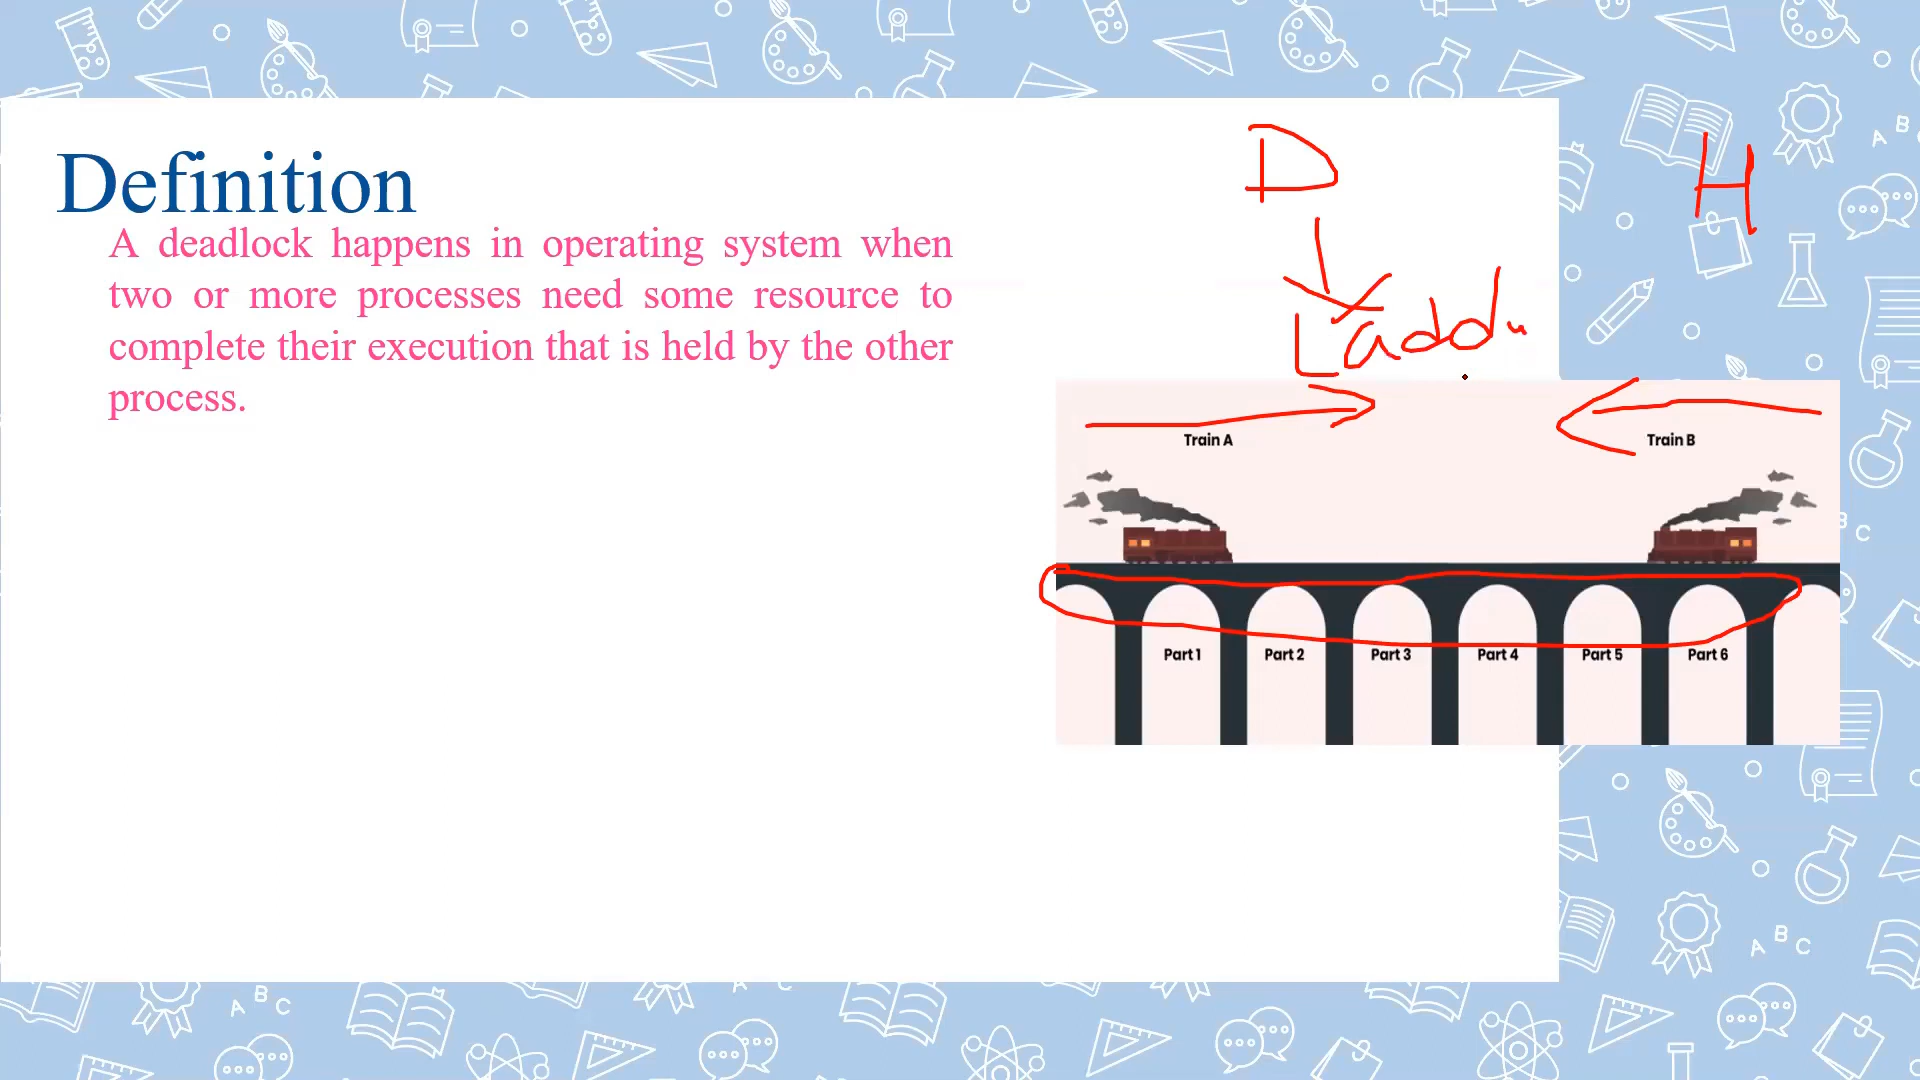 Definition
A deadlock happens in operating system when
two or more processes need some resource to
complete their execution that is held by the other
process.
D
H
Laddu
Train A
Train B
Part 1
Part 2
Part 3
Part 4
Part 5
Part 6